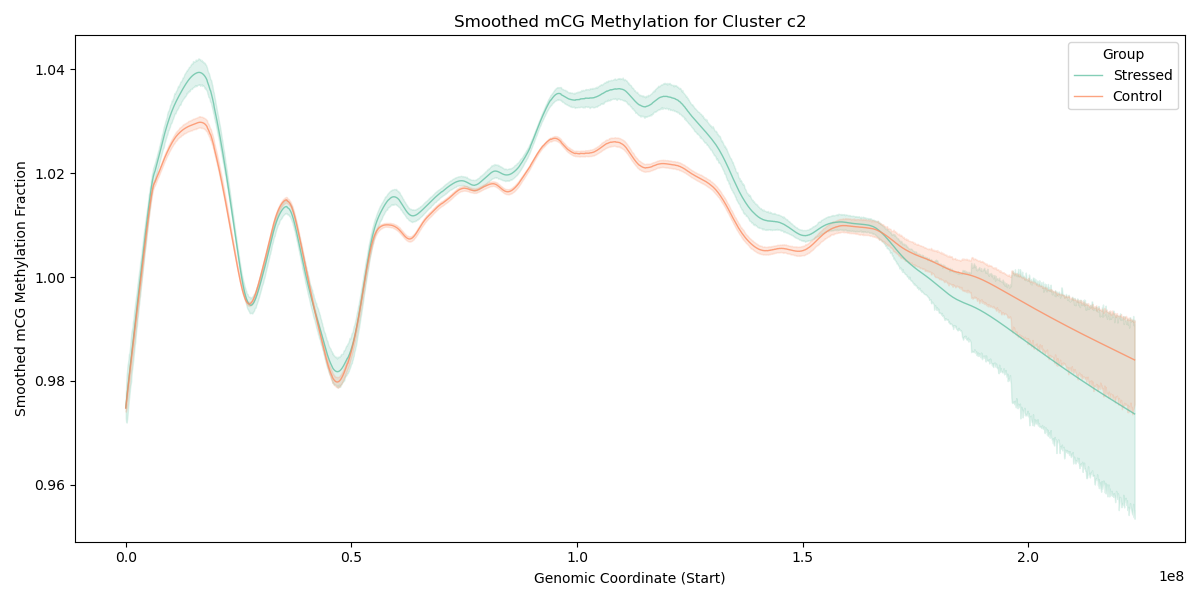 Smoothed mCG Methylation for Cluster c2
Smoothed mCG Methylation Fraction
1.04
1.02
1.00
0.98
0.96
Group
Stressed
Control
0.0
0.5
1.0
1.5
2.0
1e8
Genomic Coordinate (Start)